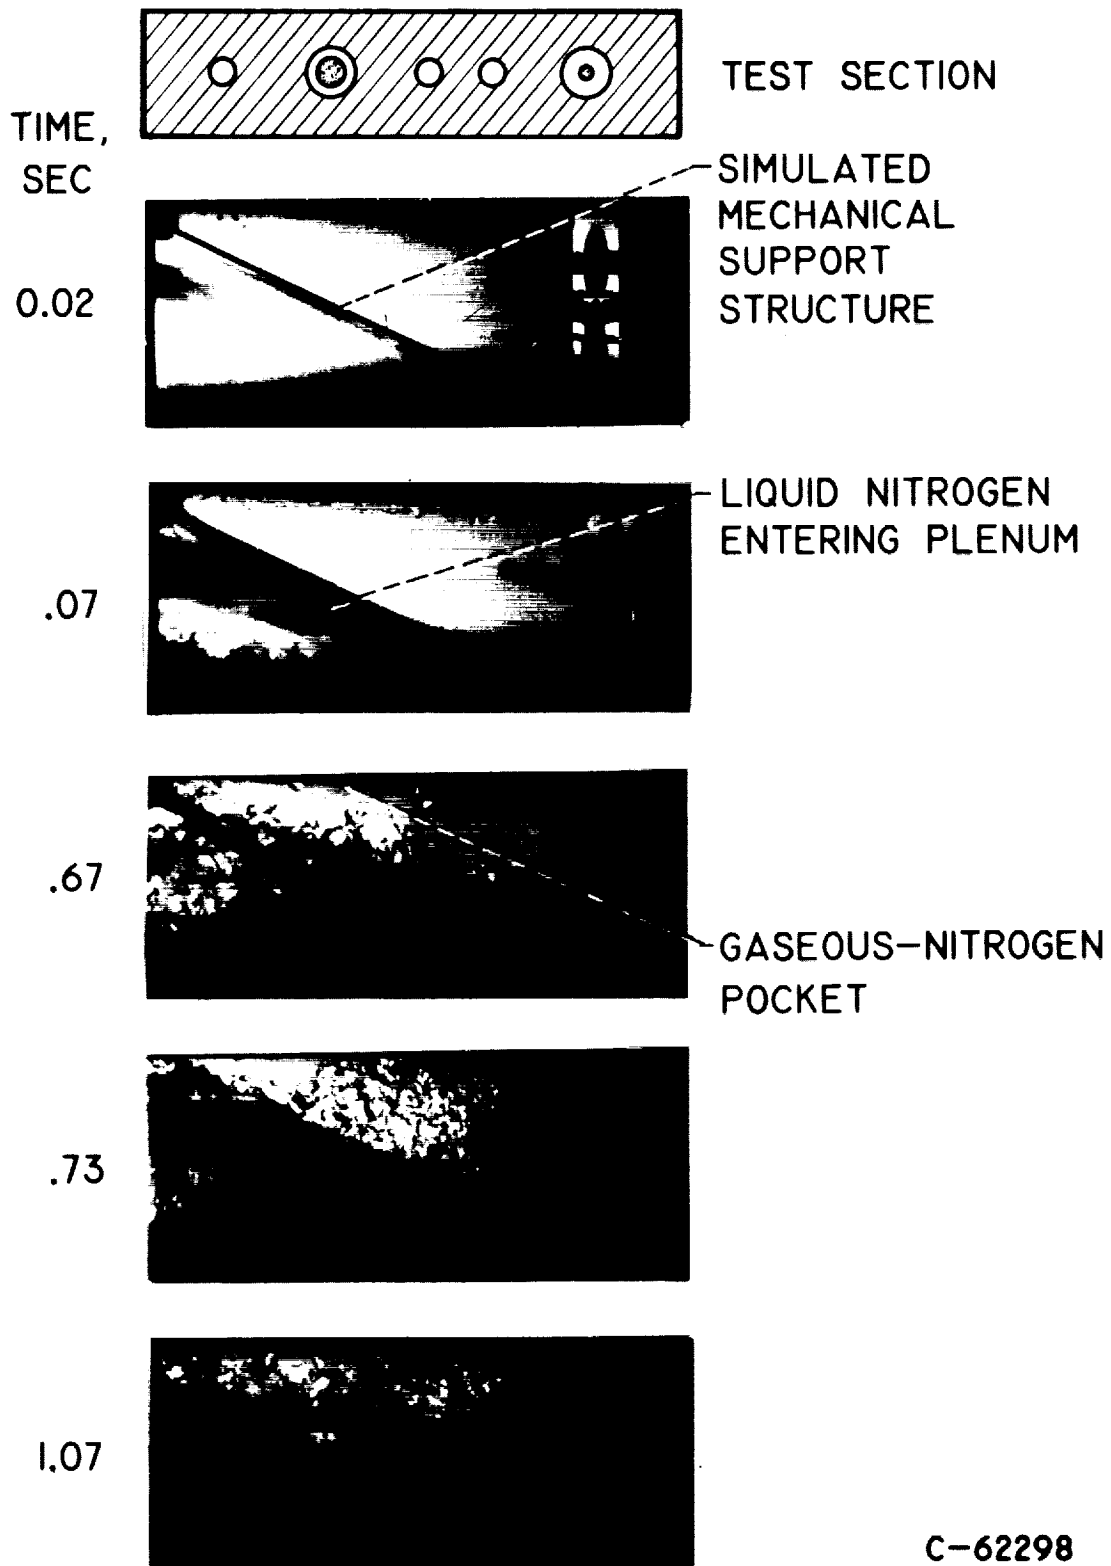 TEST SECTION
TIME,
SEC
SIMULATED
MECHANICAL
SUPPORT
STRUCTURE
0.02
LIQUID NITROGEN
ENTERING PLENUM
.07
.67
GASEOUS-NITROGEN
POCKET
.73
1.07
C-62298